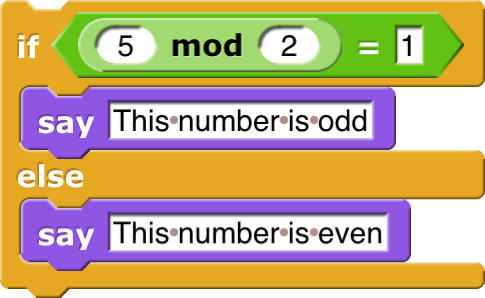 if 5 mod 2 = 1
say This number is odd
else
say This number is even